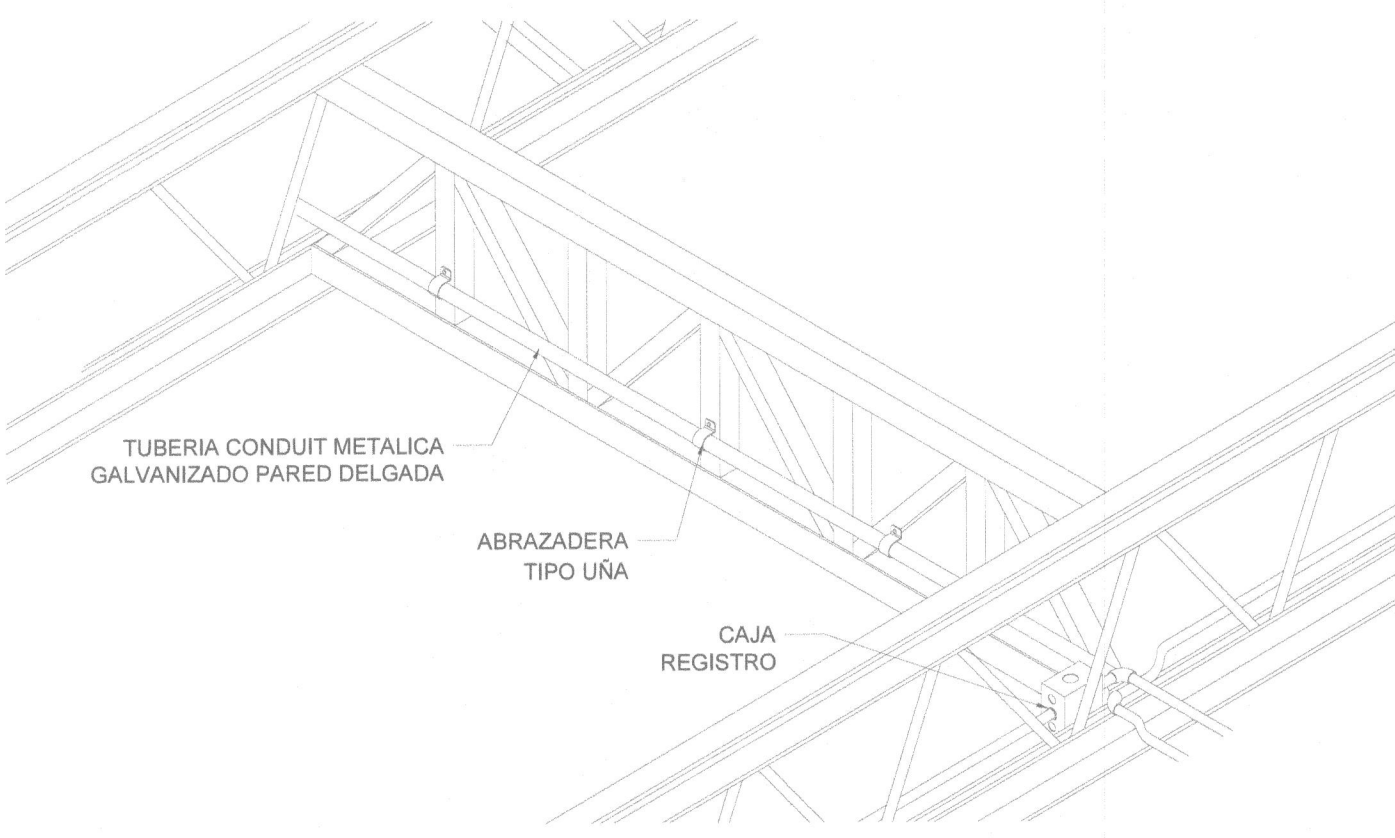 TUBERIA CONDUIT METALICA
GALVANIZADO PARED DELGADA
ABRAZADERA
TIPO UÑA
CAJA
REGISTRO